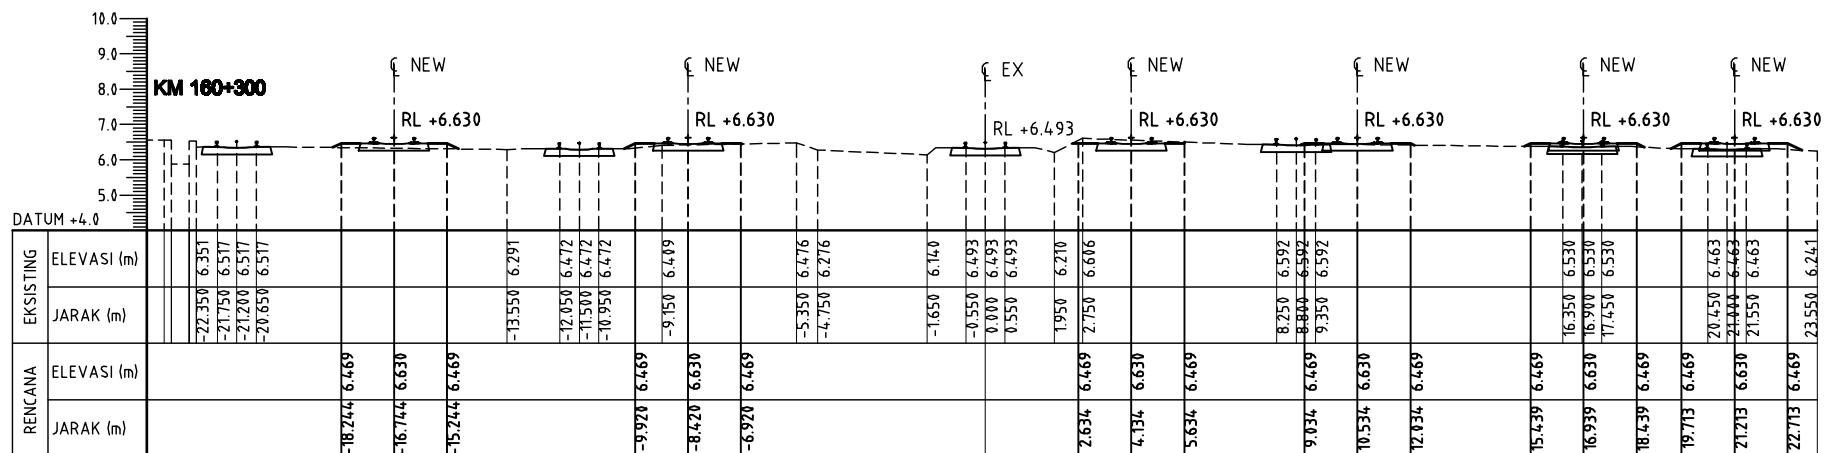 10.0
9.0
8.0
7.0
6.0
5.0
KM 160+300
℄ NEW
℄ NEW
℄ EX
℄ NEW
℄ NEW
℄ NEW
℄ NEW
RL +6.630
RL +6.630
RL +6.493
RL +6.630
RL +6.630
RL +6.630
RL +6.630
DATUM +4.0
EKSISTING
ELEVASI (m)
6.351 6.517 6.517 6.517 6.291 6.472 6.472 6.472 6.409 6.476 6.276 6.140 6.493 6.493 6.493 6.210 6.606 6.592 6.592 6.592 6.530 6.530 6.530 6.463 6.463 6.463 6.241
JARAK (m)
-22.350 -21.750 -21.200 -20.650 -13.550 -12.050 -11.500 -10.950 -9.150 -5.350 -4.750 -1.650 -0.550 0.000 0.550 1.950 2.750 8.250 8.800 9.350 16.350 16.900 17.450 20.450 21.000 21.550 23.550
RENCANA
ELEVASI (m)
6.469 6.630 6.469 6.469 6.630 6.469 6.469 6.630 6.469 6.469 6.630 6.469 6.469 6.630 6.469 6.469 6.630 6.469
JARAK (m)
-18.244 -16.744 -15.244 -9.920 -8.420 -6.920 2.634 4.134 5.634 9.034 10.534 12.034 15.439 16.939 18.439 19.713 21.213 22.713